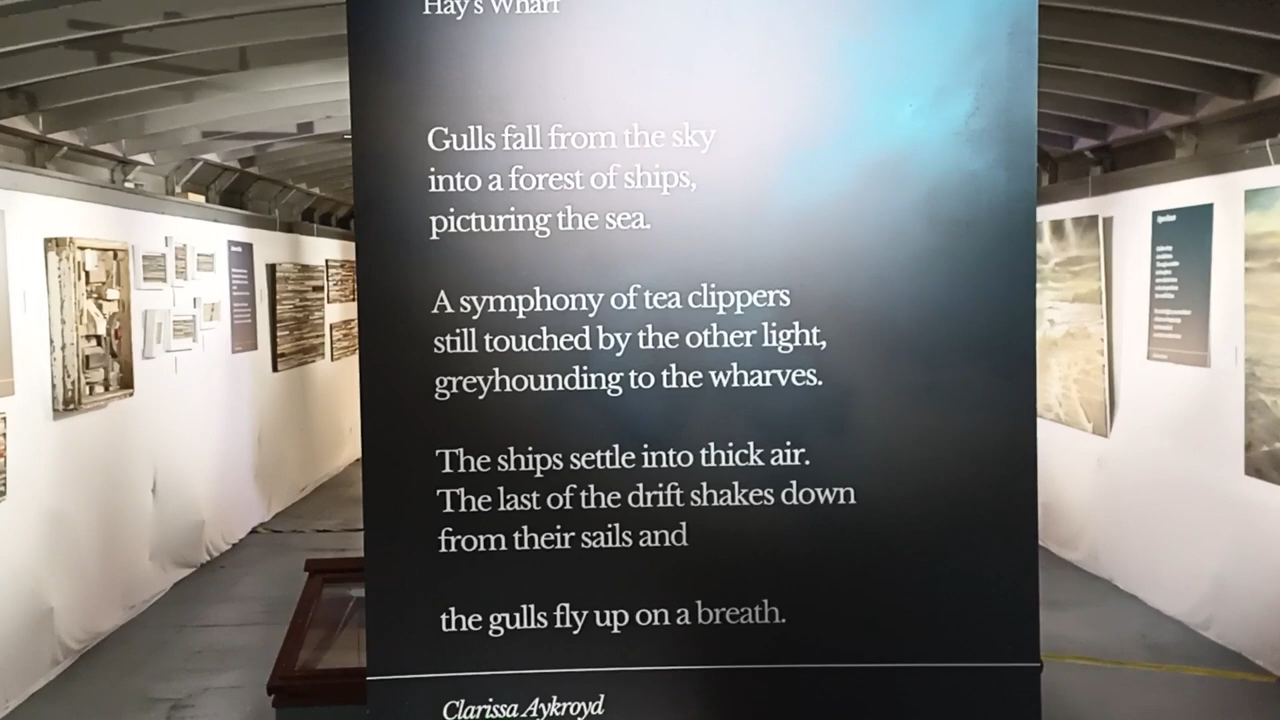 Hay's Wharf
Gulls fall from the sky
into a forest of ships,
picturing the sea.
A symphony of tea clippers
still touched by the other light,
greyhounding to the wharves.
The ships settle into thick air.
The last of the drift shakes down
from their sails and
the gulls fly up on a breath.
Clarissa Aykroyd